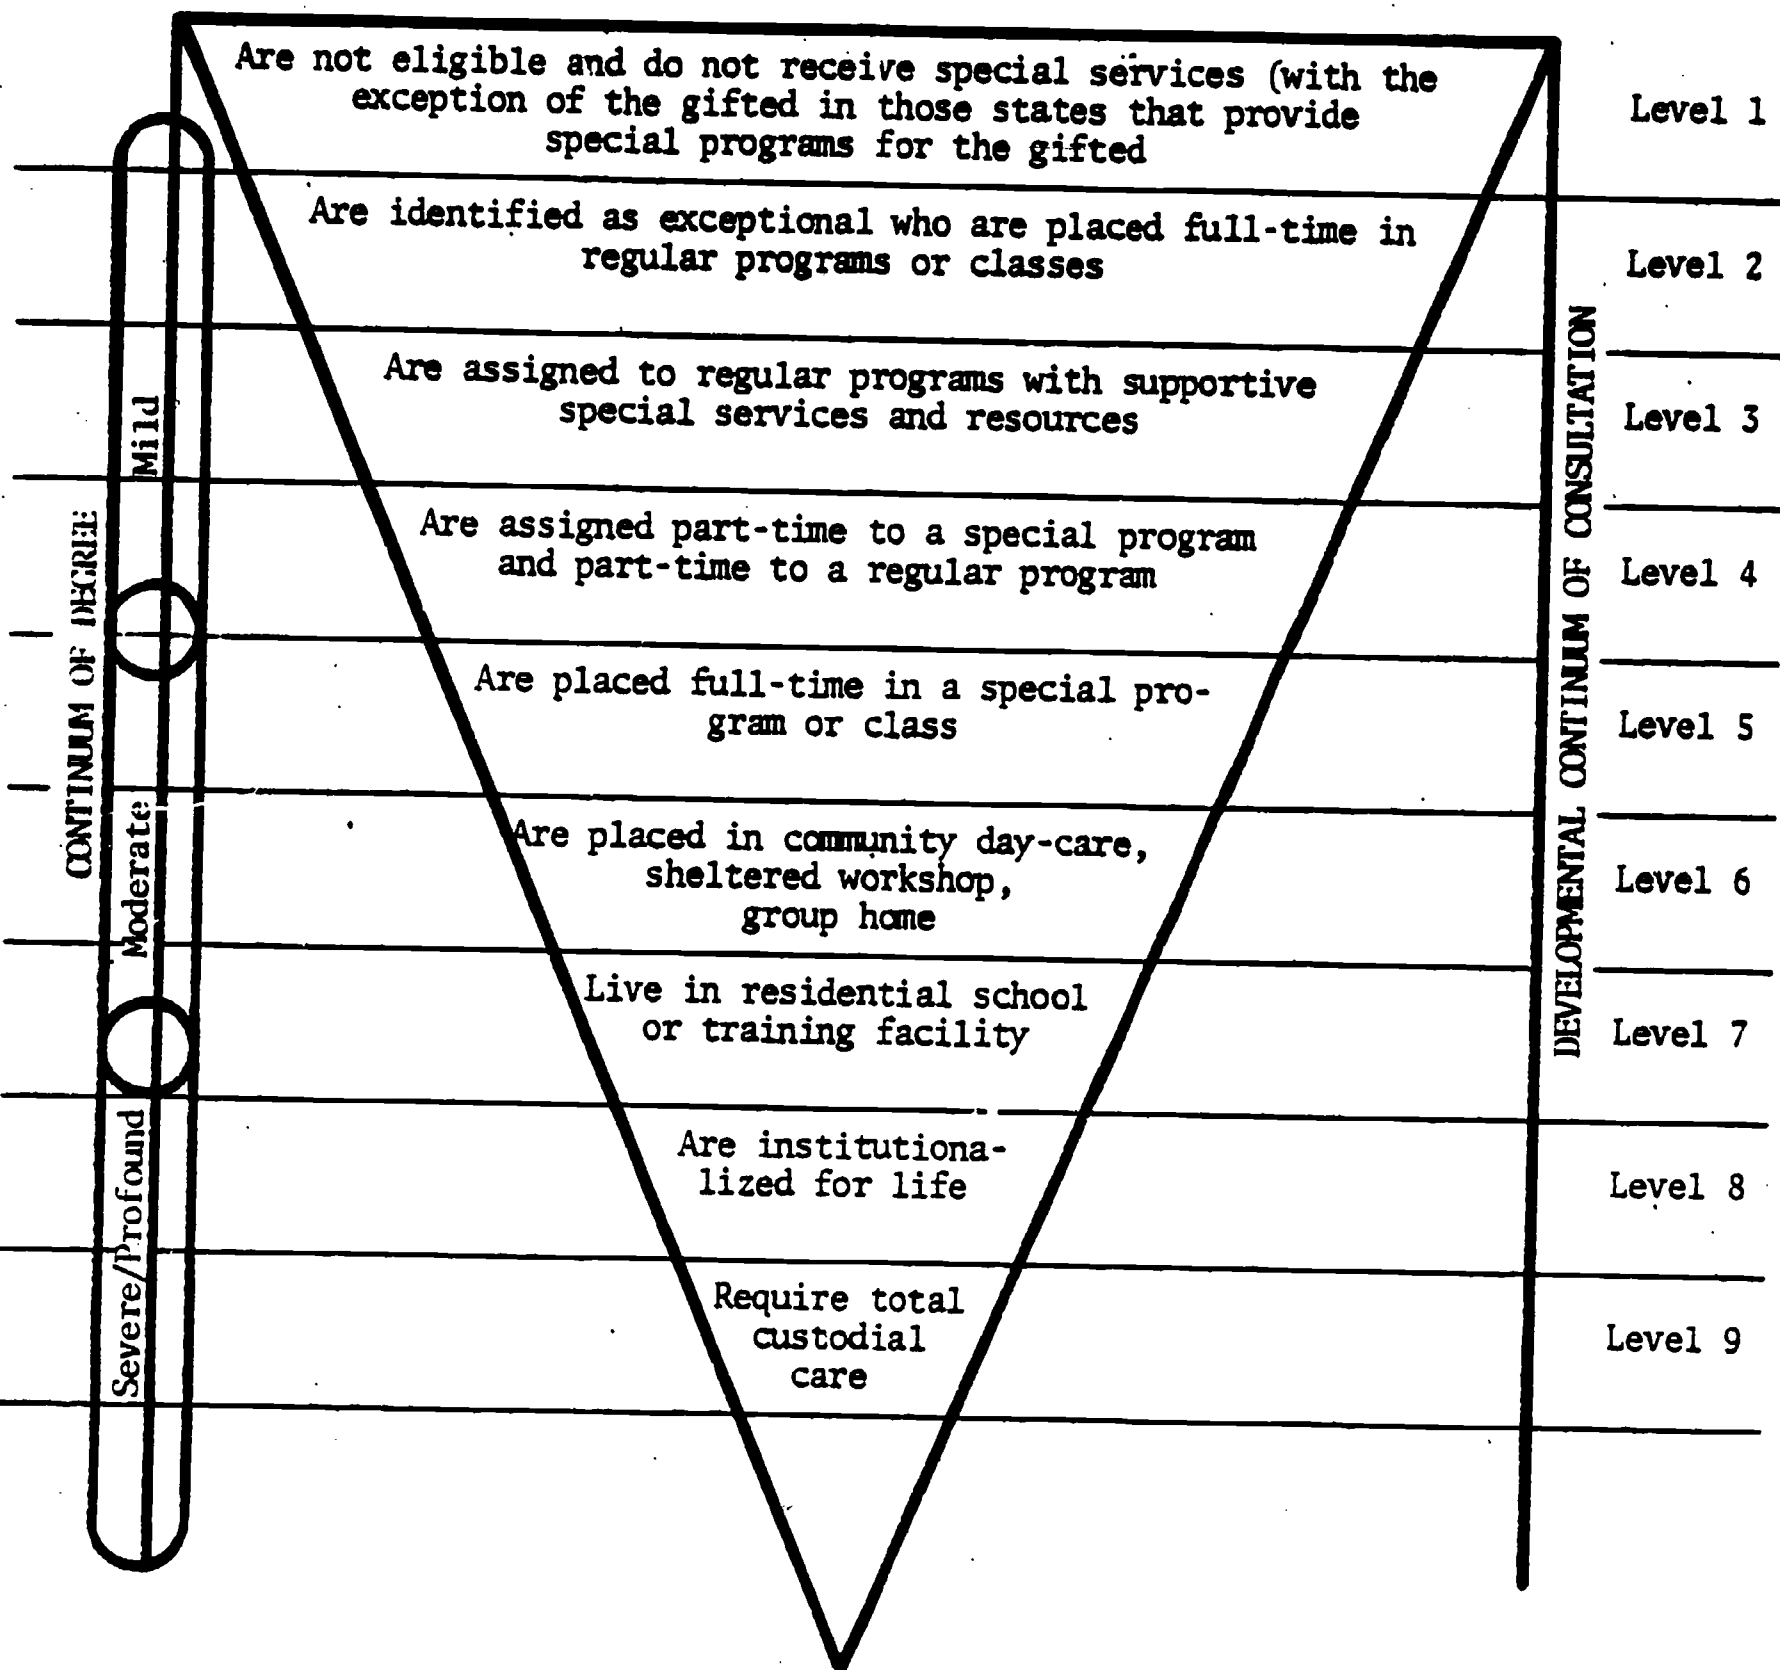 Are not eligible and do not receive special services (with the
exception of the gifted in those states that provide
special programs for the gifted
Level 1
Are identified as exceptional who are placed full-time in
regular programs or classes
Level 2
Are assigned to regular programs with supportive
special services and resources
Level 3
Are assigned part-time to a special program
and part-time to a regular program
Level 4
Are placed full-time in a special pro-
gram or class
Level 5
Are placed in community day-care,
sheltered workshop,
group home
Level 6
Live in residential school
or training facility
Level 7
Are institutiona-
lized for life
Level 8
Require total
custodial
care
Level 9
CONTINUUM OF DEGREE
Mild
Moderate
Severe/Profound
DEVELOPMENTAL CONTINUUM OF CONSULTATION